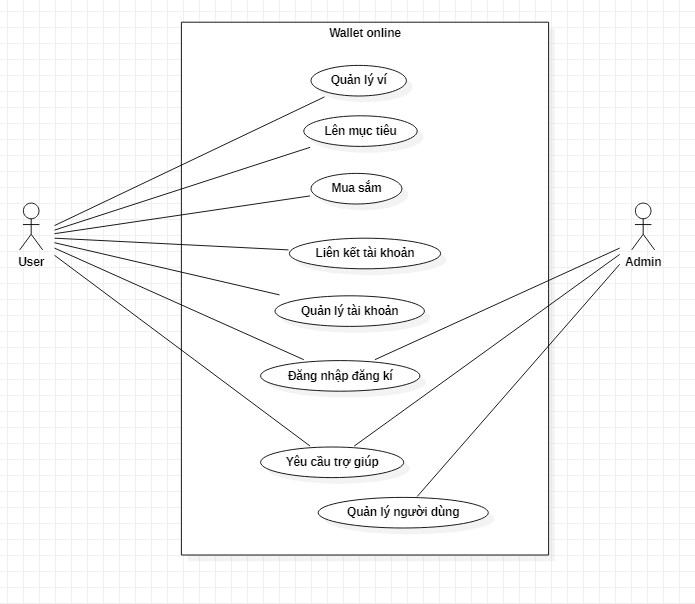 Wallet online
Quản lý ví
Lên mục tiêu
Mua sắm
User
Admin
Liên kết tài khoản
Quản lý tài khoản
Đăng nhập đăng kí
Yêu cầu trợ giúp
Quản lý người dùng